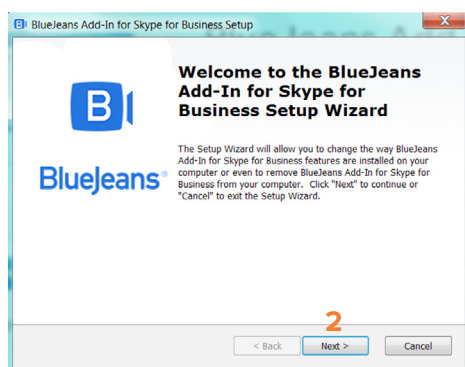 BlueJeans Add-In for Skype for Business Setup
Welcome to the BlueJeans
Add-In for Skype for
Business Setup Wizard
The Setup Wizard will allow you to change the way BlueJeans
Add-In for Skype for Business features are installed on your
computer or even to remove BlueJeans Add-In for Skype for
Business from your computer. Click "Next" to continue or
"Cancel" to exit the Setup Wizard.
B
BlueJeans®
2
< Back Next > Cancel